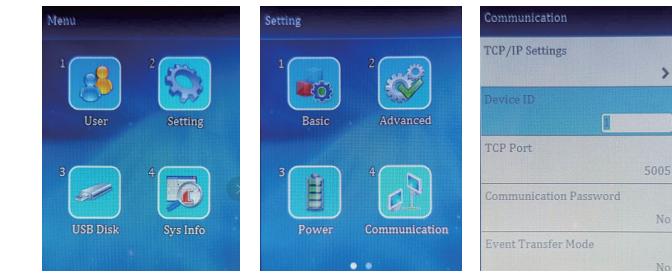 Menu
1
User
2
Setting
3
USB Disk
4
Sys Info
Setting
1
Basic
2
Advanced
3
Power
4
Communication
Communication
TCP/IP Settings
Device ID
TCP Port
5005
Communication Password
No
Event Transfer Mode
No